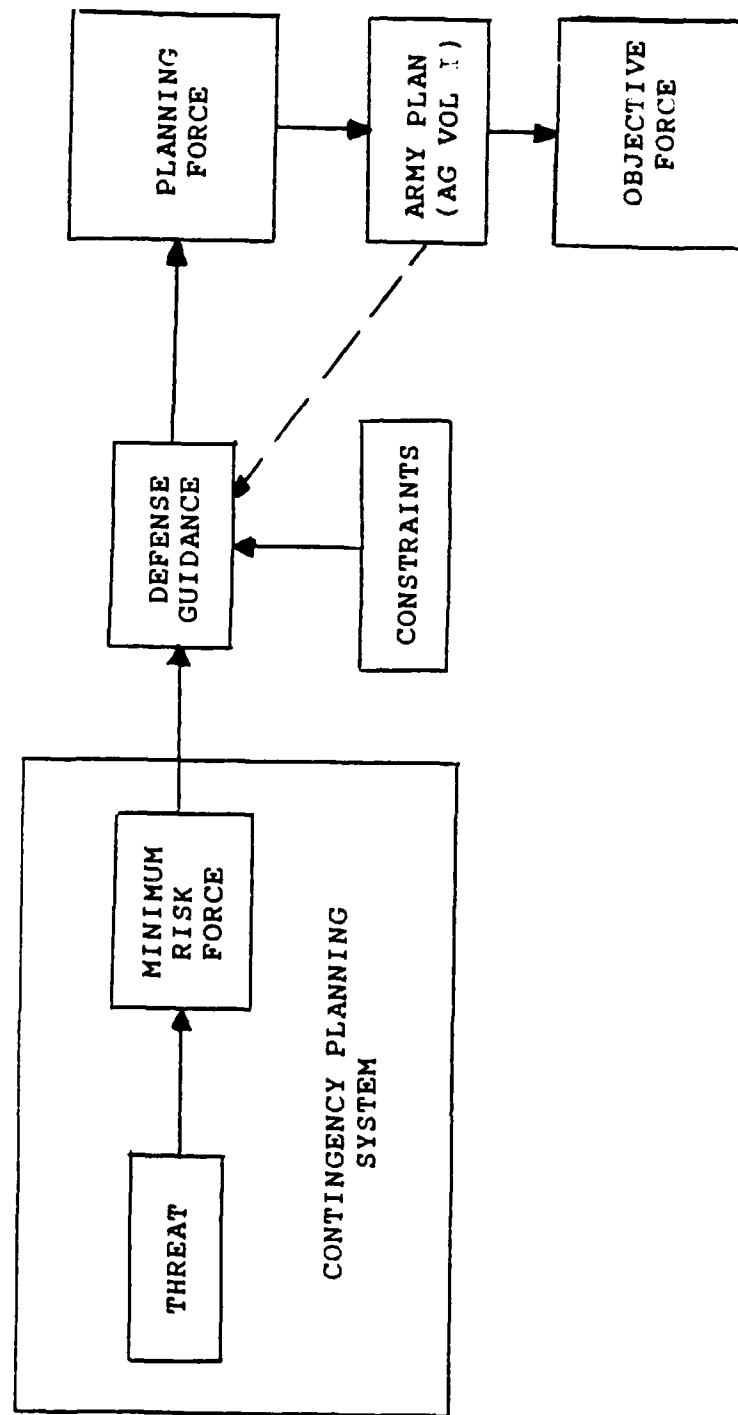 THREAT
MINIMUM
RISK
FORCE
CONTINGENCY PLANNING
SYSTEM
DEFENSE
GUIDANCE
CONSTRAINTS
PLANNING
FORCE
ARMY PLAN
(AG VOL I)
OBJECTIVE
FORCE